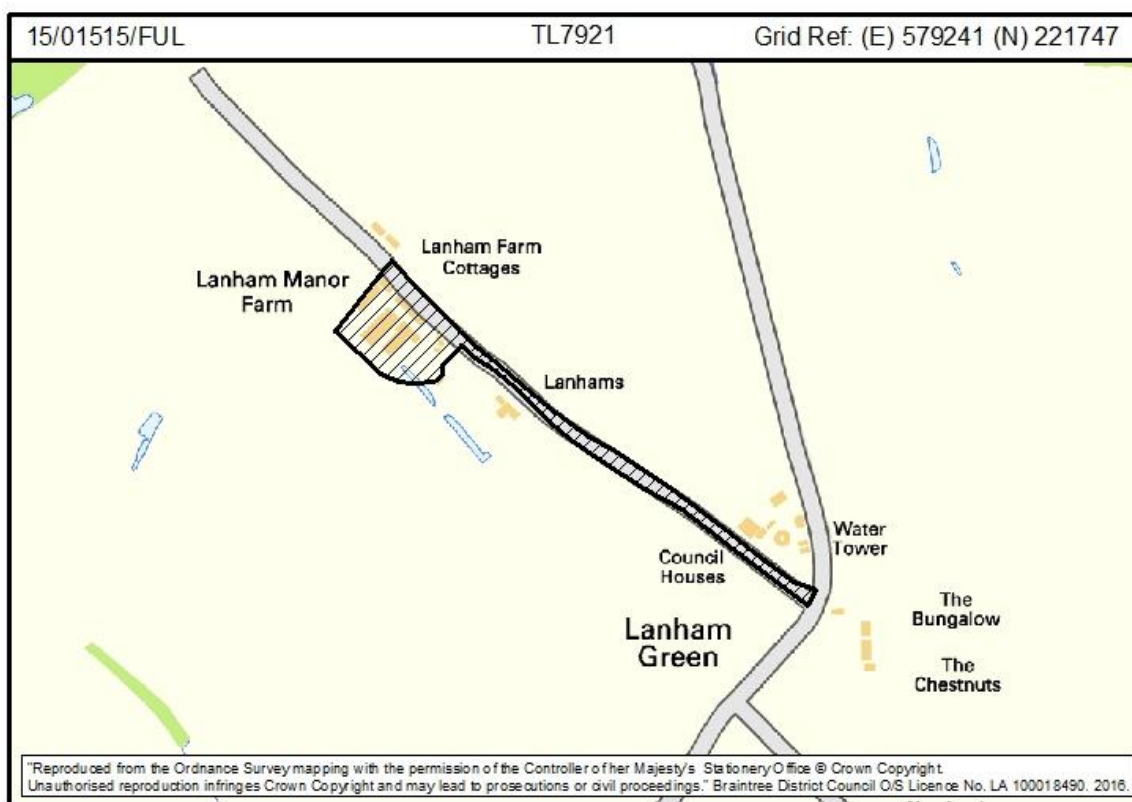 15/01515/FUL TL7921 Grid Ref: (E) 579241 (N) 221747
Lanham Farm
Cottages
Lanham Manor
Farm
Lanhams
Water
Tower
Council
Houses
The
Bungalow
Lanham
Green
The
Chestnuts
"Reproduced from the Ordnance Survey mapping with the permission of the Controller of her Majesty's Stationery Office © Crown Copyright.
Unauthorised reproduction infringes Crown Copyright and may lead to prosecutions or civil proceedings." Braintree District Council O/S Licence No. LA 100018490. 2016.